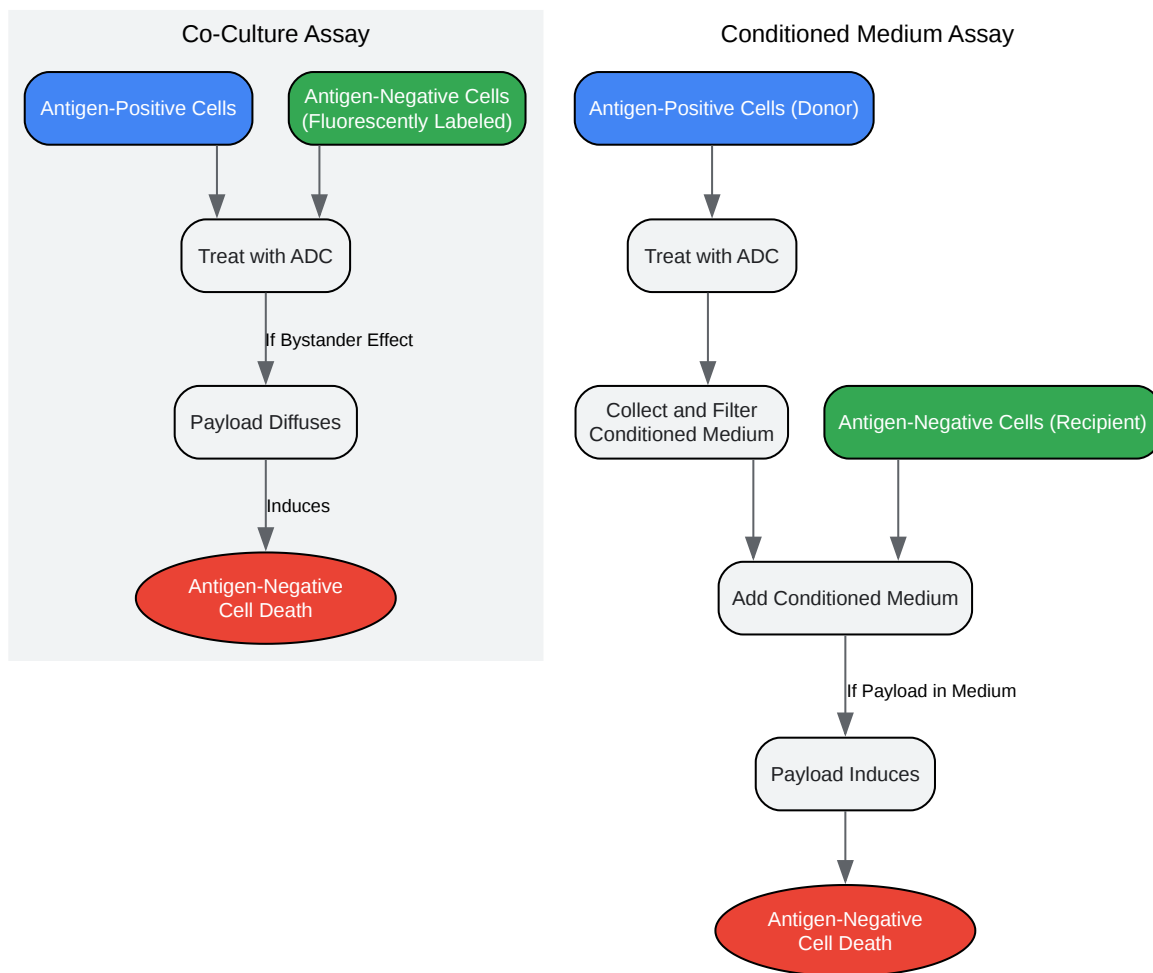 Co-Culture Assay
Antigen-Positive Cells
Antigen-Negative Cells
(Fluorescently Labeled)
Treat with ADC
If Bystander Effect
Payload Diffuses
Induces
Antigen-Negative
Cell Death
Conditioned Medium Assay
Antigen-Positive Cells (Donor)
Treat with ADC
Collect and Filter
Conditioned Medium
Antigen-Negative Cells (Recipient)
Add Conditioned Medium
If Payload in Medium
Payload Induces
Antigen-Negative
Cell Death